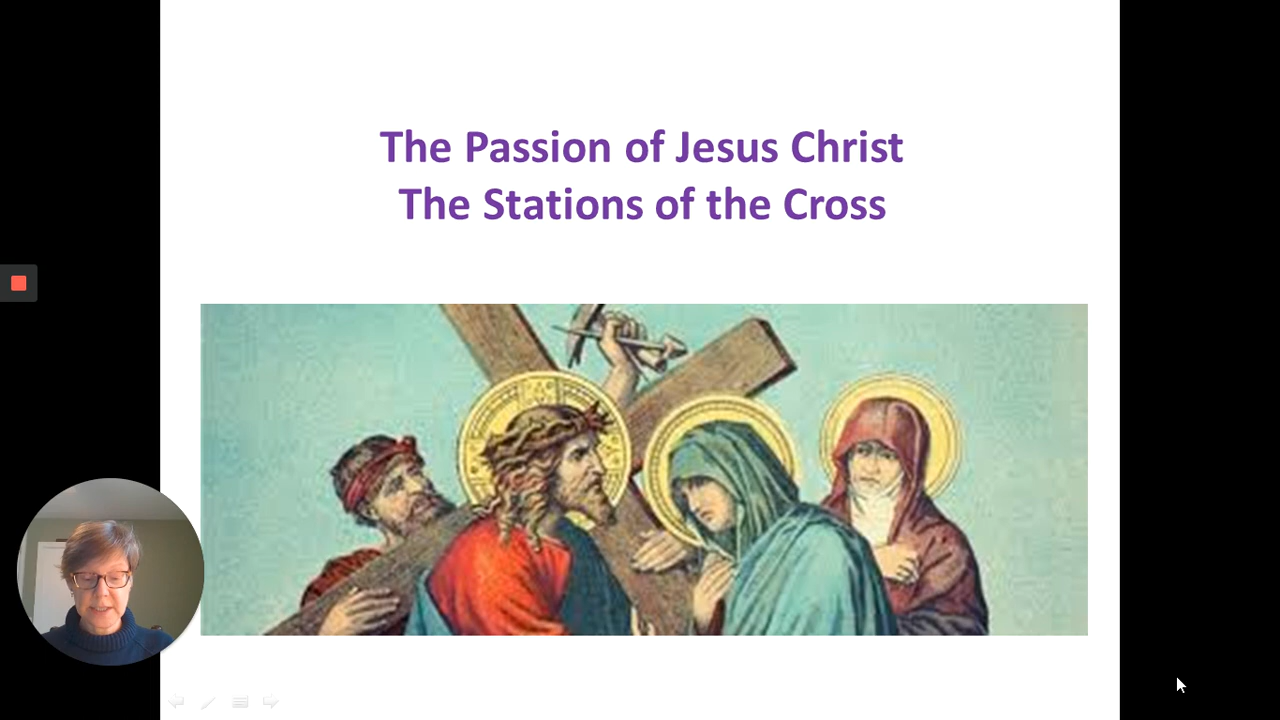 The Passion of Jesus Christ
The Stations of the Cross